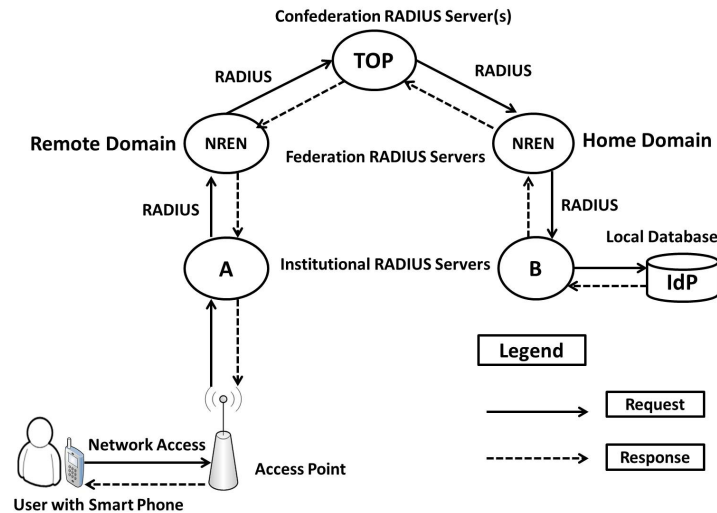 Confederation RADIUS Server(s)
TOP
RADIUS
RADIUS
Remote Domain
NREN
Federation RADIUS Servers
NREN
Home Domain
RADIUS
RADIUS
Local Database
A
Institutional RADIUS Servers
B
IdP
Legend
Request
Network Access
Access Point
Response
User with Smart Phone